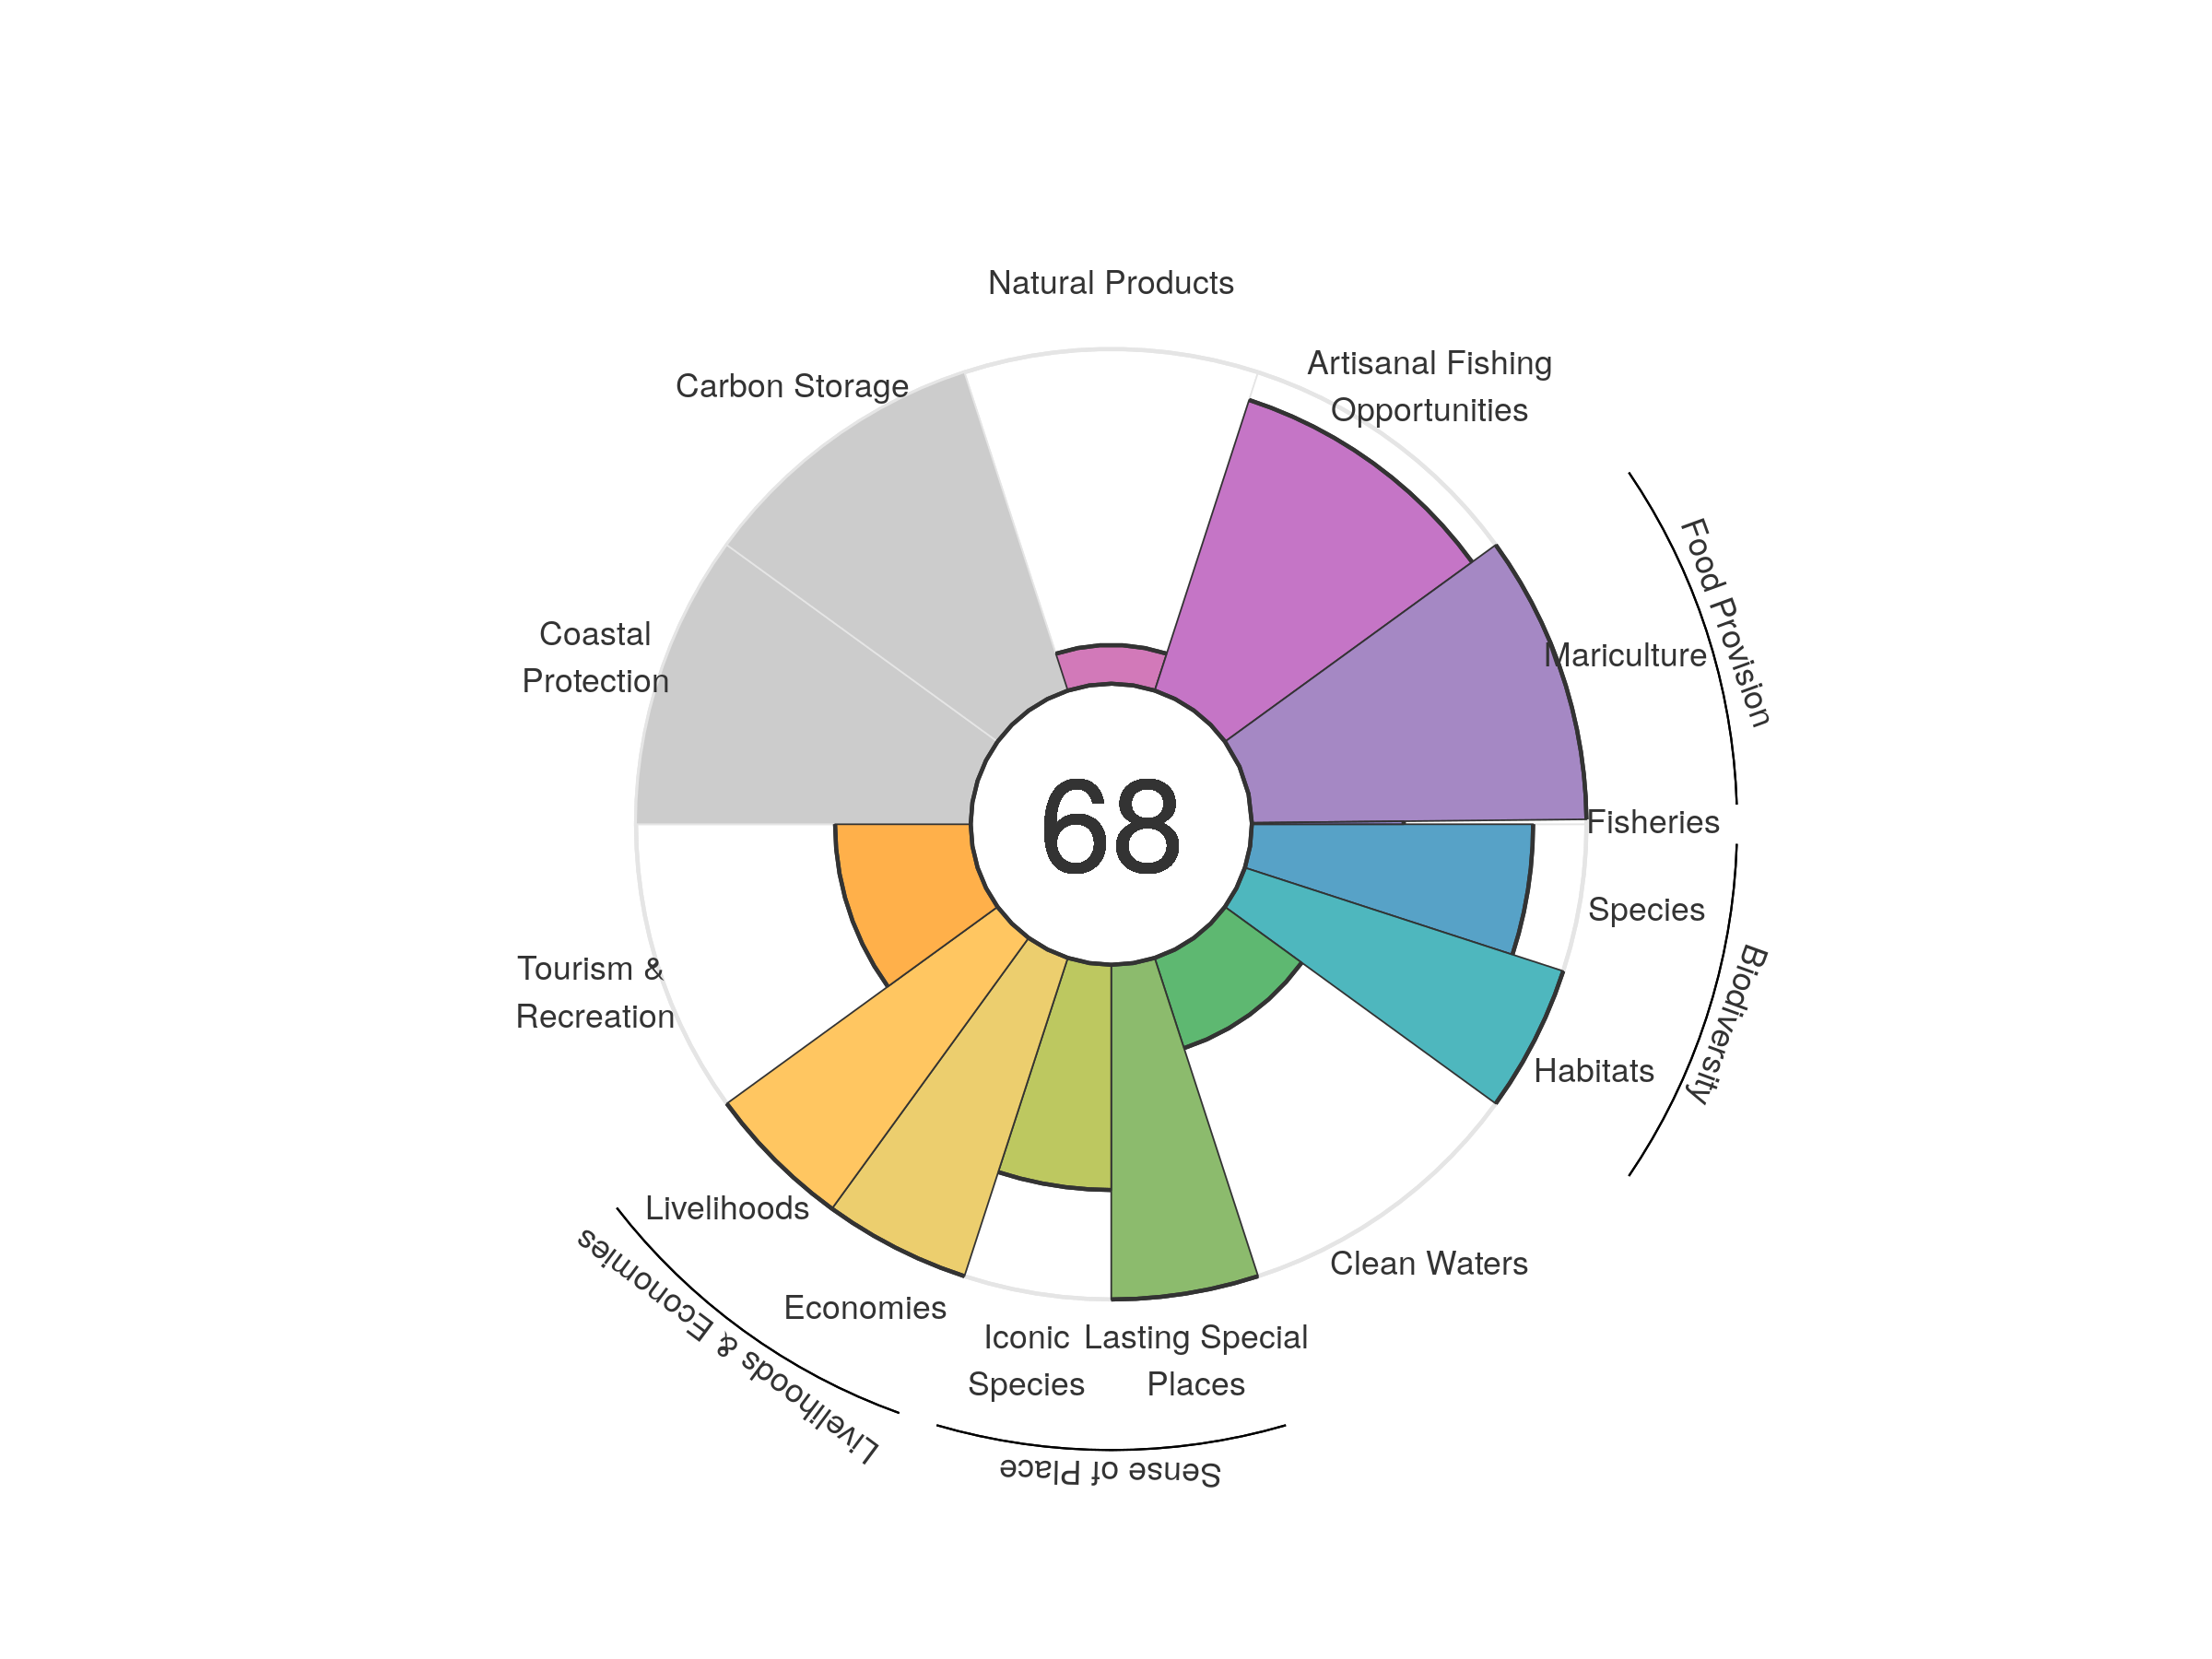 Natural Products
Artisanal Fishing
Opportunities
Carbon Storage
Food Provision
Coastal
Protection
Mariculture
68
Fisheries
Species
Biodiversity
Tourism &
Recreation
Habitats
Livelihoods
Clean Waters
Livelihoods & Economies
Economies
Iconic
Species
Lasting Special
Places
Sense of Place